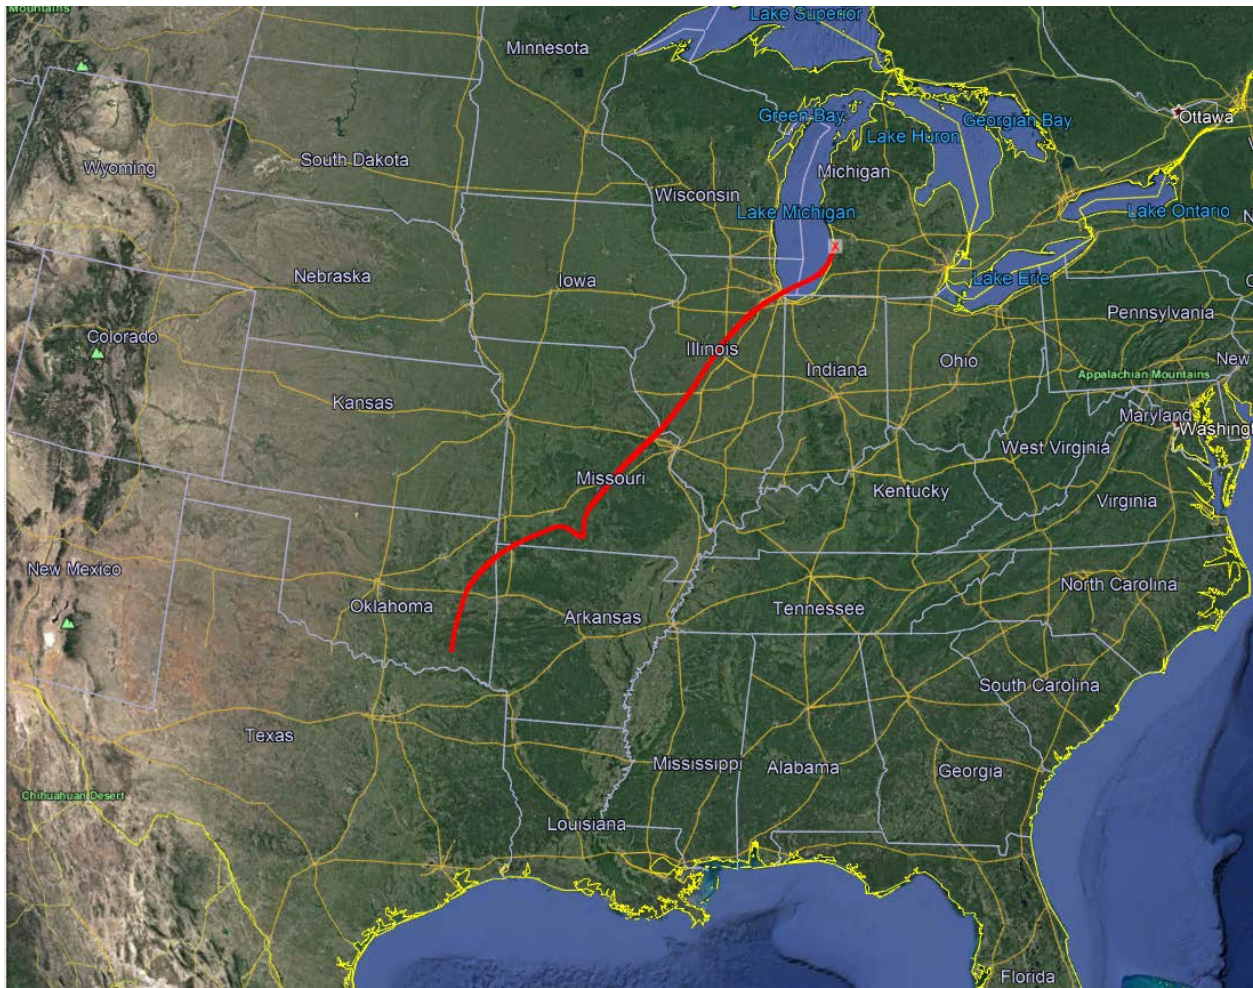 Mountains
Lake Superior
Minnesota
Green Bay
Georgian Bay
Lake Huron
Ottawa
Wyoming
South Dakota
Wisconsin
Michigan
Lake Michigan
Lake Ontario
X
Nebraska
Iowa
Lake Erie
Pennsylvania
Colorado
Illinois
Indiana
Ohio
New
Appalachian Mountains
Kansas
Maryland
Washingt
West Virginia
Missouri
Kentucky
Virginia
New Mexico
Oklahoma
Arkansas
Tennessee
North Carolina
South Carolina
Texas
Mississippi
Alabama
Georgia
Chihuahuan Desert
Louisiana
Florida